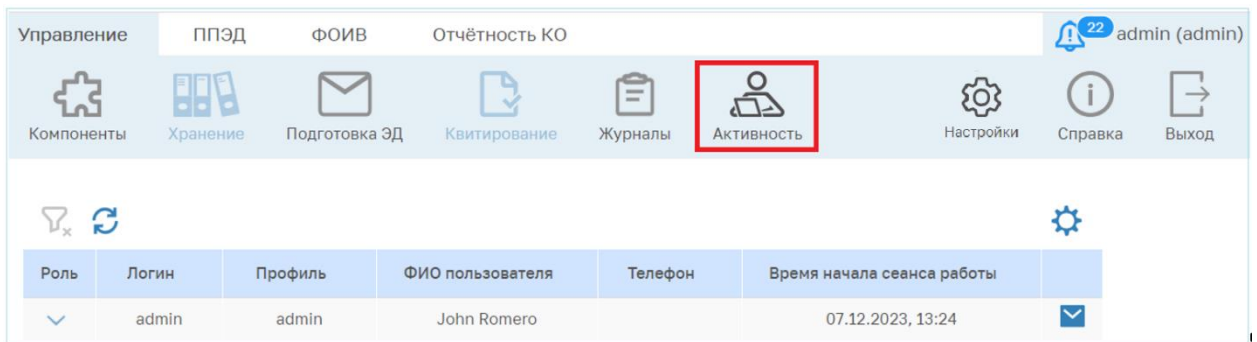 Управление ППЭД ФОИВ Отчётность КО 22 admin (admin)
Компоненты Хранение Подготовка ЭД Квитирование Журналы Активность Настройки Справка Выход
Роль Логин Профиль ФИО пользователя Телефон Время начала сеанса работы
admin admin John Romero 07.12.2023, 13:24